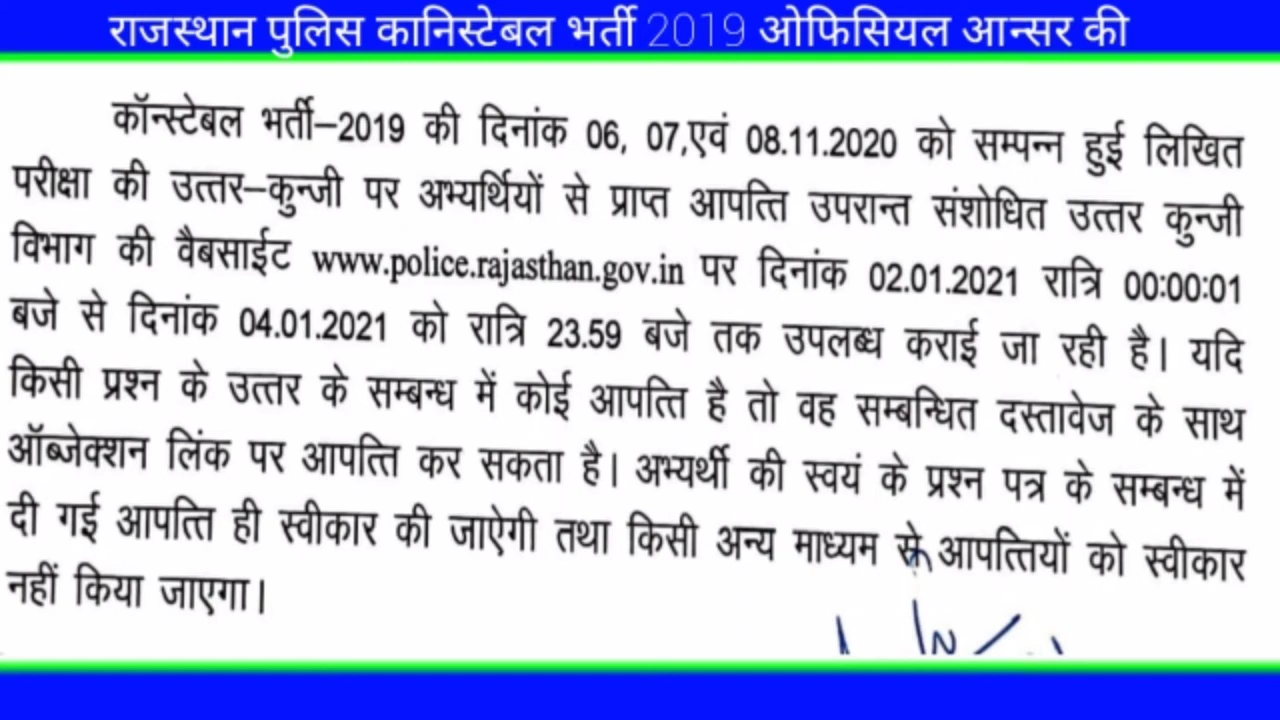 राजस्थान पुलिस कानिस्टेबल भर्ती 2019 ओफिसियल आन्सर की
कॉन्स्टेबल भर्ती–2019 की दिनांक 06, 07,एवं 08.11.2020 को सम्पन्न हुई लिखित
परीक्षा की उत्तर–कुन्जी पर अभ्यर्थियों से प्राप्त आपत्ति उपरान्त संशोधित उत्तर कुन्जी
विभाग की वैबसाईट www.police.rajasthan.gov.in पर दिनांक 02.01.2021 रात्रि 00:00:01
बजे से दिनांक 04.01.2021 को रात्रि 23.59 बजे तक उपलब्ध कराई जा रही है। यदि
किसी प्रश्न के उत्तर के सम्बन्ध में कोई आपत्ति है तो वह सम्बन्धित दस्तावेज के साथ
ऑब्जेक्शन लिंक पर आपत्ति कर सकता है। अभ्यर्थी की स्वयं के प्रश्न पत्र के सम्बन्ध में
दी गई आपत्ति ही स्वीकार की जाऐगी तथा किसी अन्य माध्यम से आपत्तियों को स्वीकार
नहीं किया जाएगा।